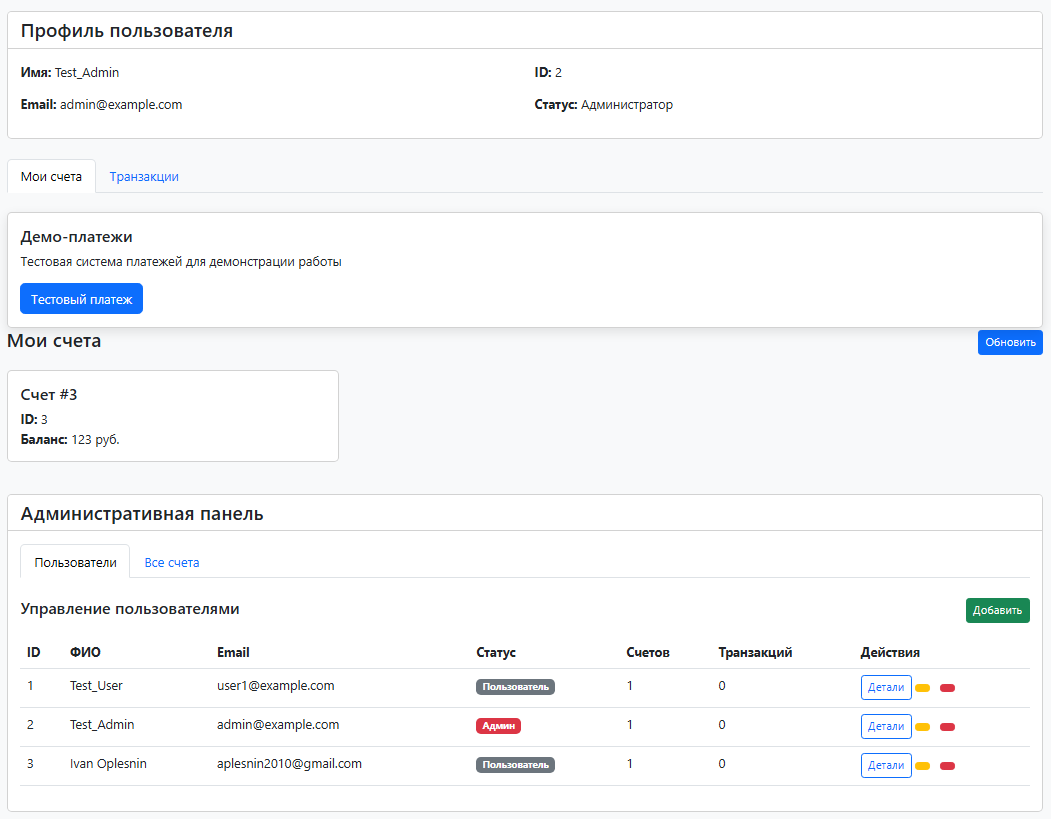 Профиль пользователя
Имя: Test_Admin ID: 2
Email: admin@example.com Статус: Администратор
Мои счета Транзакции
Демо-платежи
Тестовая система платежей для демонстрации работы
Тестовый платеж
Мои счета Обновить
Счет #3
ID: 3
Баланс: 123 руб.
Административная панель
Пользователи Все счета
Управление пользователями Добавить
ID ФИО Email Статус Счетов Транзакций Действия
1 Test_User user1@example.com Пользователь 1 0 Детали
2 Test_Admin admin@example.com Админ 1 0 Детали
3 Ivan Oplesnin aplesnin2010@gmail.com Пользователь 1 0 Детали